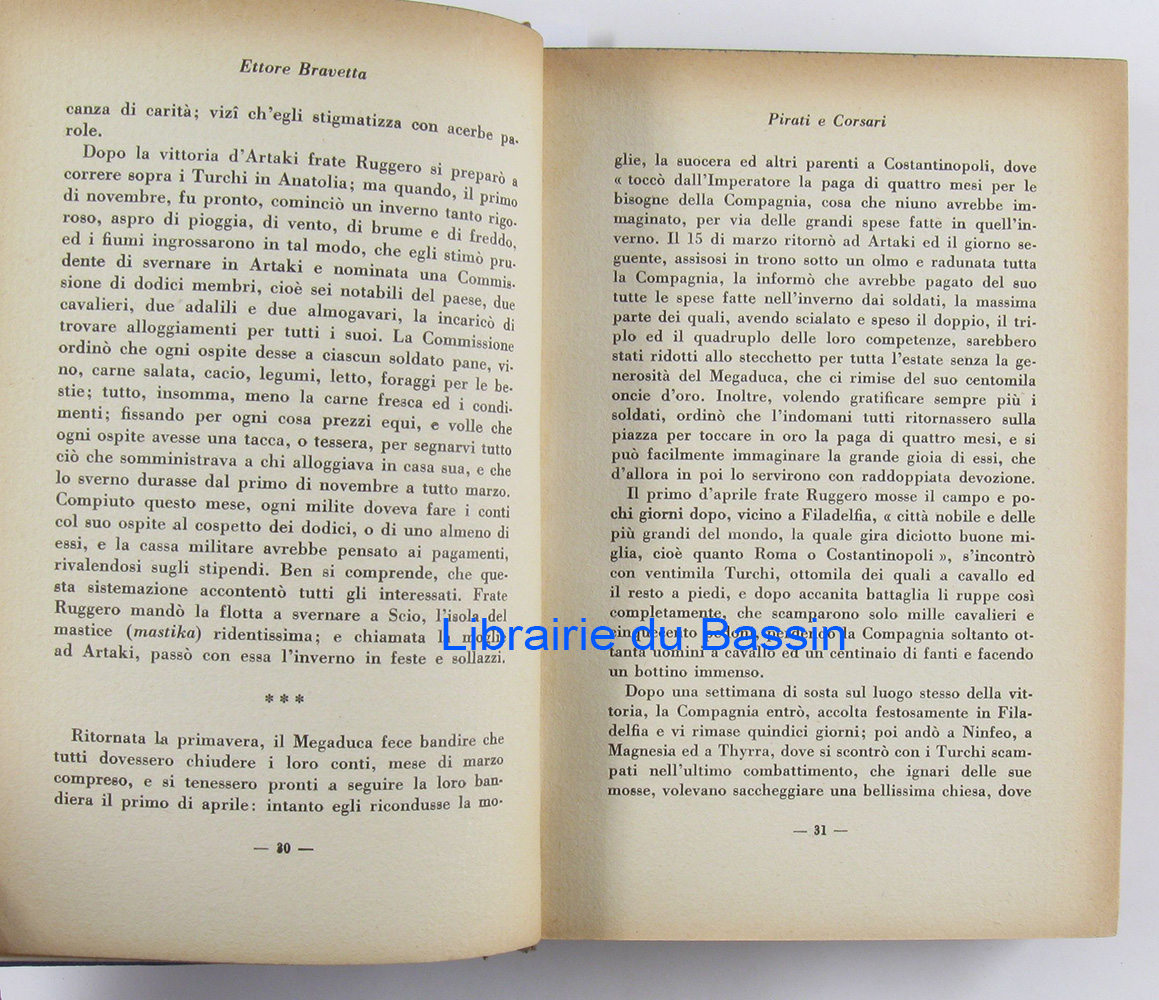 Ettore Bravetta
canza di carità; vizî ch'egli stigmatizza con acerbe pa-
role.
Dopo la vittoria d'Artaki frate Ruggero si preparò a
correre sopra i Turchi in Anatolia; ma quando, il primo
di novembre, fu pronto, cominciò un inverno tanto rigo-
roso, aspro di pioggia, di vento, di brume e di freddo,
ed i fiumi ingrossarono in tal modo, che egli stimò pru-
dente di svernare in Artaki e nominata una Commis-
sione di dodici membri, cioè sei notabili del paese, due
cavalieri, due adalili e due almogavari, la incaricò di
trovare alloggiamenti per tutti i suoi. La Commissione
ordinò che ogni ospite desse a ciascun soldato pane, vi-
no, carne salata, cacio, legumi, letto, foraggi per le be-
stie; tutto, insomma, meno la carne fresca ed i condi-
menti; fissando per ogni cosa prezzi equi, e volle che
ogni ospite avesse una tacca, o tessera, per segnarvi tutto
ciò che somministrava a chi alloggiava in casa sua, e che
lo sverno durasse dal primo di novembre a tutto marzo.
Compiuto questo mese, ogni milite doveva fare i conti
col suo ospite al cospetto dei dodici, o di uno almeno di
essi, e la cassa militare avrebbe pensato ai pagamenti,
rivalendosi sugli stipendi. Ben si comprende, che que-
sta sistemazione accontentò tutti gli interessati. Frate
Ruggero mandò la flotta a svernare a Scio, l'isola del
mastice (mastika) ridentissima; e chiamata la moglie
ad Artaki, passò con essa l'inverno in feste e sollazzi.
***
Ritornata la primavera, il Megaduca fece bandire che
tutti dovessero chiudere i loro conti, mese di marzo
compreso, e si tenessero pronti a seguire la loro ban-
diera il primo di aprile: intanto egli ricondusse la mo-
— 30 —
Pirati e Corsari
glie, la suocera ed altri parenti a Costantinopoli, dove
« toccò dall'Imperatore la paga di quattro mesi per le
bisogne della Compagnia, cosa che niuno avrebbe im-
maginato, per via delle grandi spese fatte in quell'in-
verno. Il 15 di marzo ritornò ad Artaki ed il giorno se-
guente, assisosi in trono sotto un olmo e radunata tutta
la Compagnia, la informò che avrebbe pagato del suo
tutte le spese fatte nell'inverno dai soldati, la massima
parte dei quali, avendo scialato e speso il doppio, il tri-
plo ed il quadruplo delle loro competenze, sarebbero
stati ridotti allo stecchetto per tutta l'estate senza la ge-
nerosità del Megaduca, che ci rimise del suo centomila
oncie d'oro. Inoltre, volendo gratificare sempre più i
soldati, ordinò che l'indomani tutti ritornassero sulla
piazza per toccare in oro la paga di quattro mesi, e si
può facilmente immaginare la grande gioia di essi, che
d'allora in poi lo servirono con raddoppiata devozione.
Il primo d'aprile frate Ruggero mosse il campo e po-
chi giorni dopo, vicino a Filadelfia, « città nobile e delle
più grandi del mondo, la quale gira diciotto buone mi-
glia, cioè quanto Roma o Costantinopoli », s'incontrò
con ventimila Turchi, ottomila dei quali a cavallo ed
il resto a piedi, e dopo accanita battaglia li ruppe così
completamente, che scamparono solo mille cavalieri e
cinquecento pedoni, perdendo la Compagnia soltanto ot-
tanta uomini a cavallo ed un centinaio di fanti e facendo
un bottino immenso.
Dopo una settimana di sosta sul luogo stesso della vit-
toria, la Compagnia entrò, accolta festosamente in Fila-
delfia e vi rimase quindici giorni; poi andò a Ninfeo, a
Magnesia ed a Thyrra, dove si scontrò con i Turchi scam-
pati nell'ultimo combattimento, che ignari delle sue
mosse, volevano saccheggiare una bellissima chiesa, dove
— 31 —
Librairie du Bassin